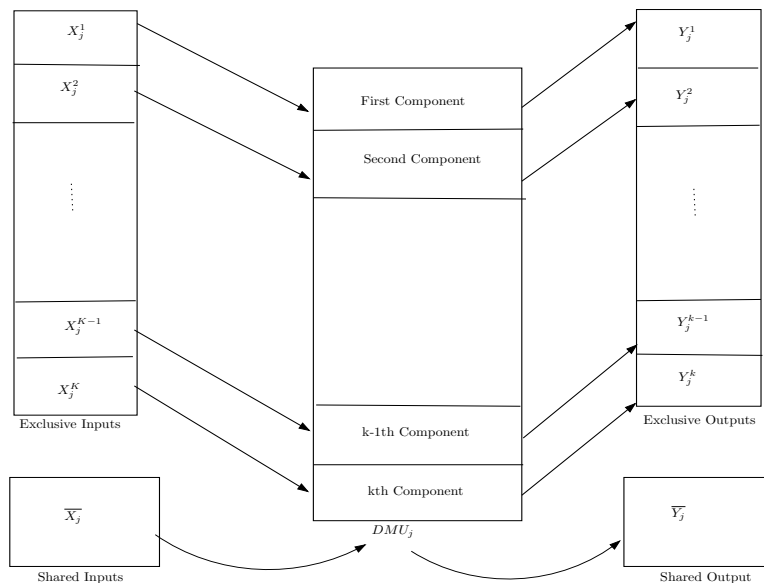 $X_j^1$
$X_j^2$
......
$X_j^{K-1}$
$X_j^K$
Exclusive Inputs
$\overline{X_j}$
Shared Inputs
First Component
Second Component
k-1th Component
kth Component
$DMU_j$
$Y_j^1$
$Y_j^2$
......
$Y_j^{k-1}$
$Y_j^k$
Exclusive Outputs
$\overline{Y_j}$
Shared Output